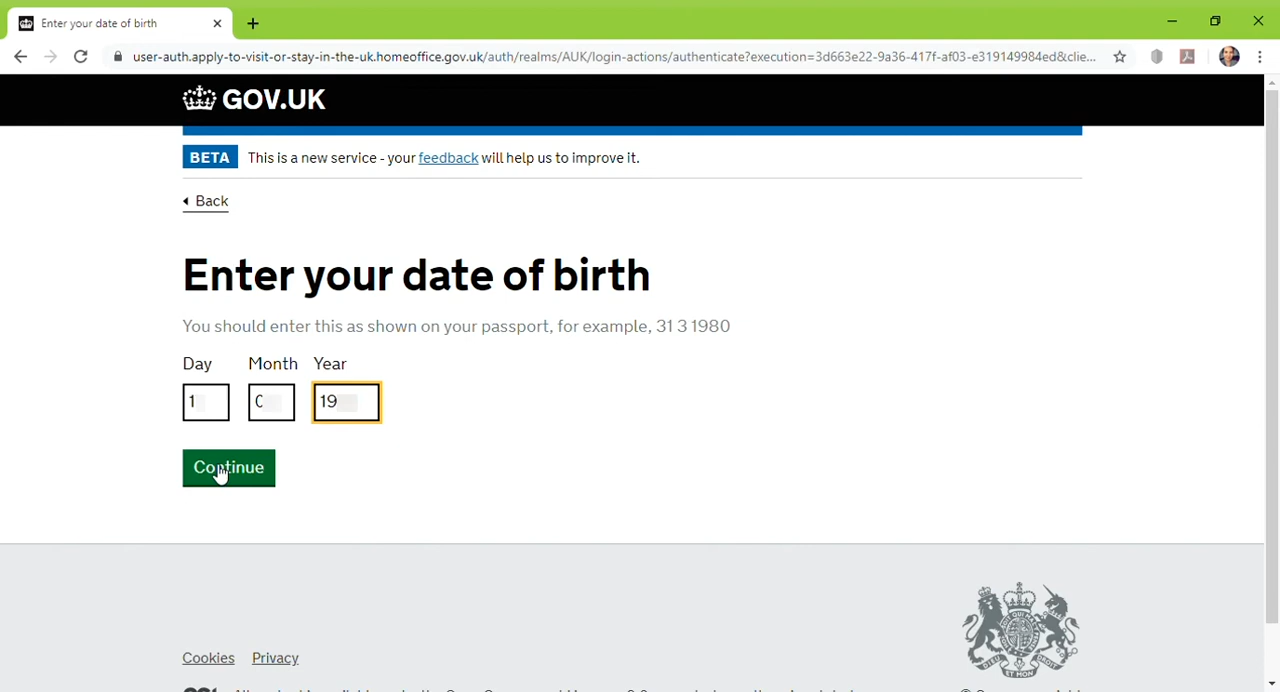 Enter your date of birth
user-auth.apply-to-visit-or-stay-in-the-uk.homeoffice.gov.uk/auth/realms/AUK/login-actions/authenticate?execution=3d663e22-9a36-417f-af03-e319149984ed&clie...
GOV.UK
BETA This is a new service - your feedback will help us to improve it.
Back
Enter your date of birth
You should enter this as shown on your passport, for example, 31 3 1980
Day Month Year
1 0 19
Continue
Cookies Privacy